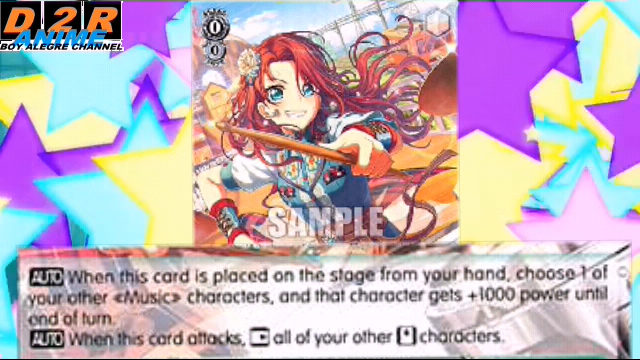 D2R
ANIME
BOY ALEGRE CHANNEL
0
0
SAMPLE
AUTO When this card is placed on the stage from your hand, choose 1 of
your other «Music» characters, and that character gets +1000 power until
end of turn.
AUTO When this card attacks, all of your other [*] characters.